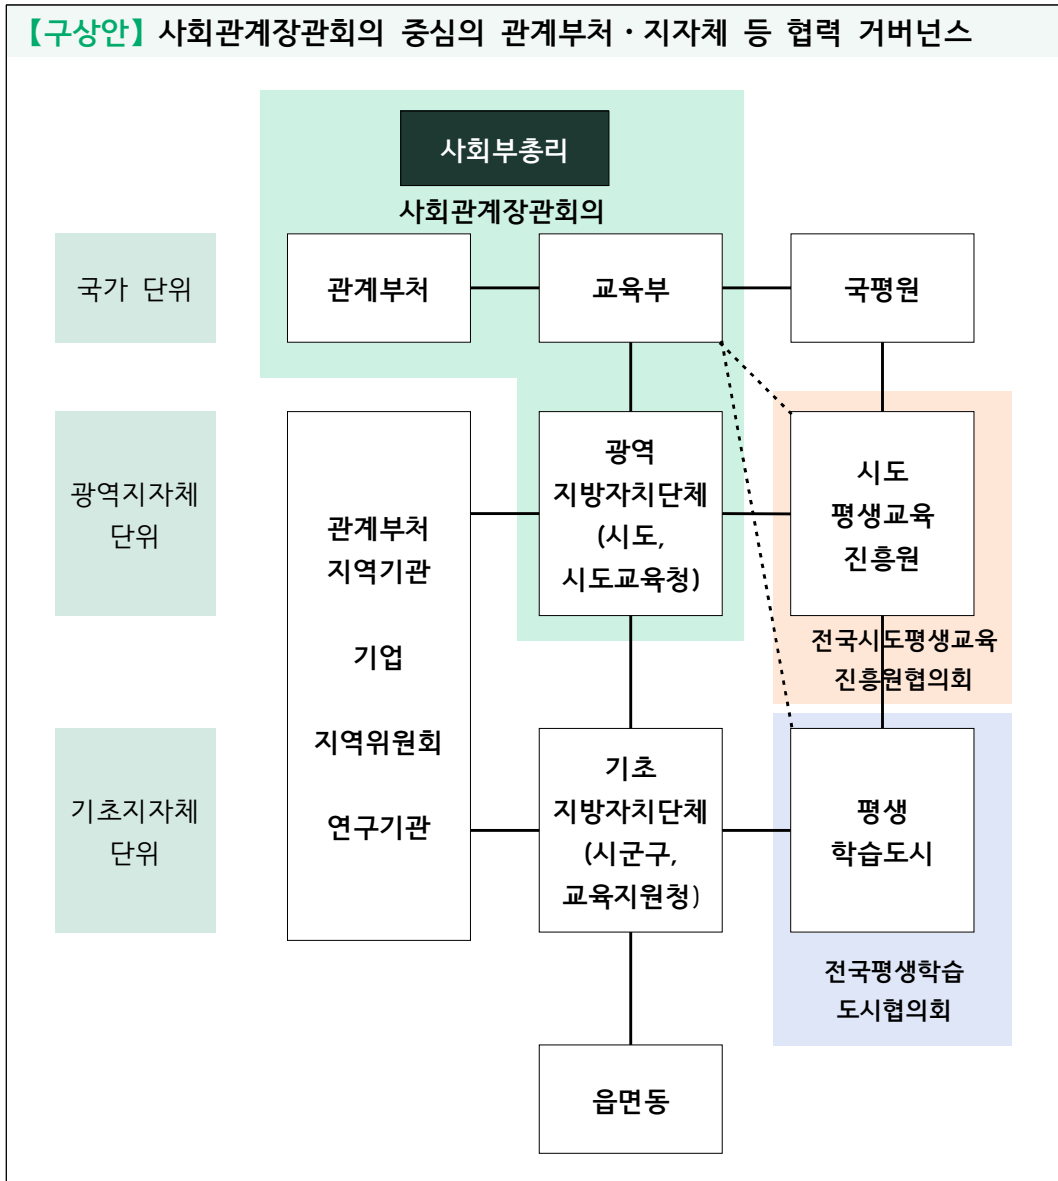 【구상안】 사회관계장관회의 중심의 관계부처·지자체 등 협력 거버넌스
사회부총리
사회관계장관회의
국가 단위
관계부처
교육부
국평원
광역지자체
단위
관계부처
지역기관
기업
지역위원회
연구기관
광역
지방자치단체
(시도,
시도교육청)
시도
평생교육
진흥원
전국시도평생교육
진흥원협의회
기초지자체
단위
기초
지방자치단체
(시군구,
교육지원청)
평생
학습도시
전국평생학습
도시협의회
읍면동